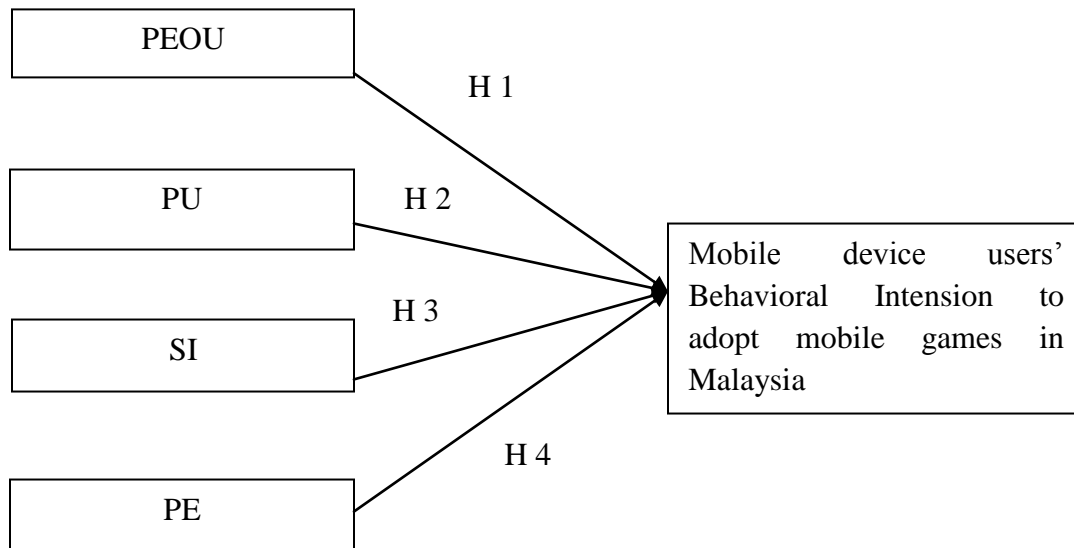 PEOU
H 1
PU
H 2
Mobile device users’
Behavioral Intension to
adopt mobile games in
Malaysia
H 3
SI
H 4
PE